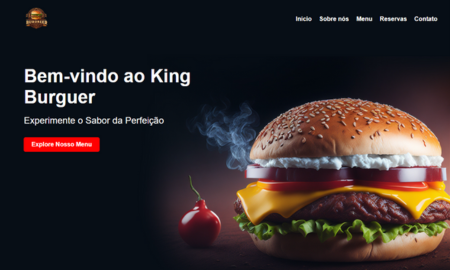 Início Sobre nós Menu Reservas Contato
Bem-vindo ao King
Burguer
Experimente o Sabor da Perfeição
Explore Nosso Menu